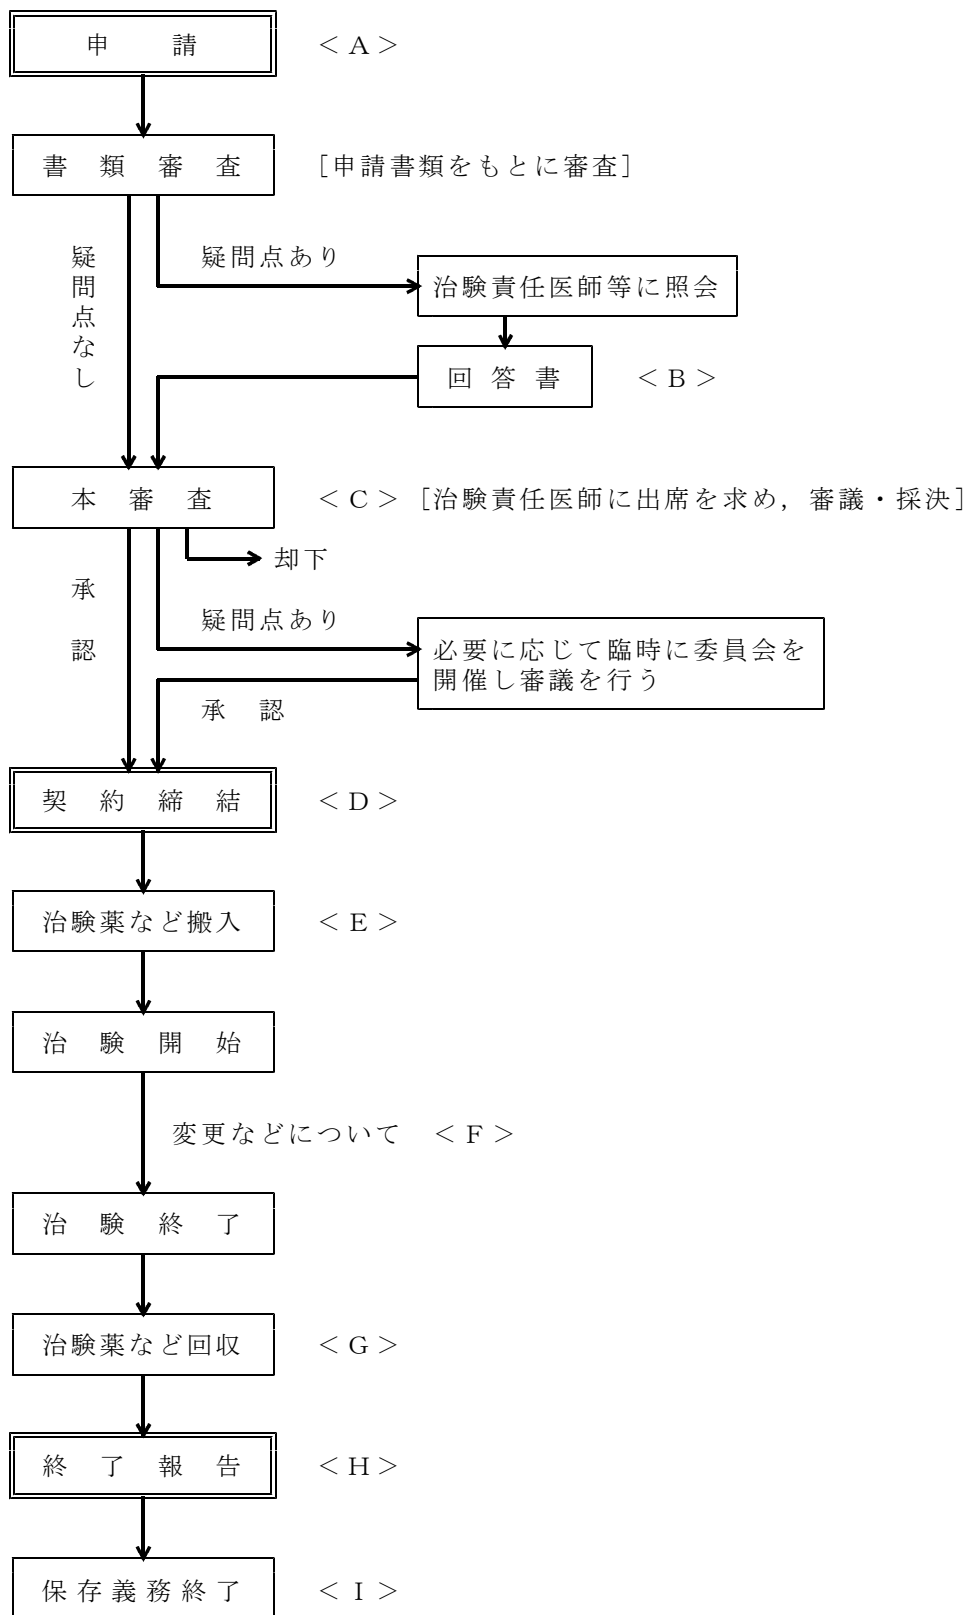 申請 <A>
書類審査 [申請書類をもとに審査]
疑問点なし
疑問点あり
治験責任医師等に照会
回答書 <B>
本審査 <C> [治験責任医師に出席を求め，審議・採決]
却下
承認
疑問点あり
必要に応じて臨時に委員会を
開催し審議を行う
承認
契約締結 <D>
治験薬など搬入 <E>
治験開始
変更などについて <F>
治験終了
治験薬など回収 <G>
終了報告 <H>
保存義務終了 <I>